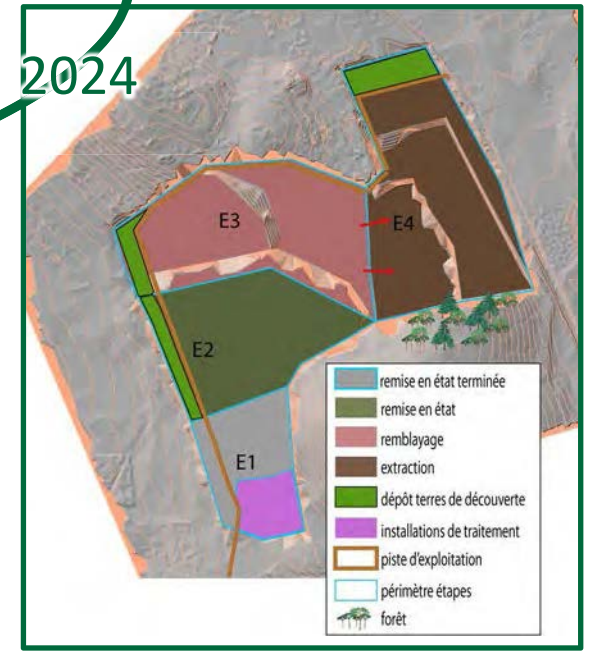 2024
E3
E4
E2
E1
remise en état terminée
remise en état
remblayage
extraction
dépôt terres de découverte
installations de traitement
piste d'exploitation
périmètre étapes
forêt